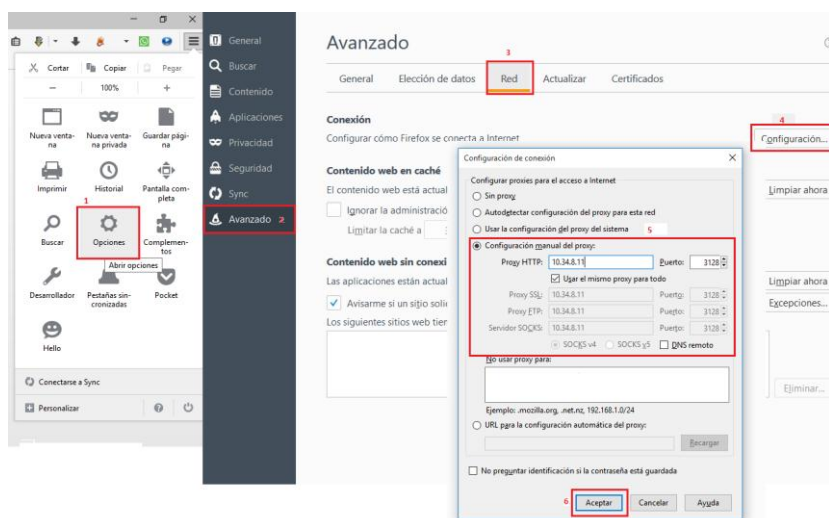 Cortar Copiar Pegar
− 100% +
Nueva venta-
na
Nueva venta-
na privada
Guardar pági-
na
Imprimir
Historial
Pantalla com-
pleta
1
Buscar
Opciones
Complemen-
tos
Abrir opciones
Desarrollador
Pestañas sin-
cronizadas
Pocket
Hello
Conectarse a Sync
Personalizar
General
Buscar
Contenido
Aplicaciones
Privacidad
Seguridad
Sync
Avanzado 2
Avanzado
3
General Elección de datos Red Actualizar Certificados
Conexión
4
Configurar cómo Firefox se conecta a Internet
Configuración...
Contenido web en caché
El contenido web está actual
Limpiar ahora
Ignorar la administració
Limitar la caché a
Contenido web sin conexi
Las aplicaciones están actual
Limpiar ahora
Avisarme si un sitio solic
Excepciones...
Los siguientes sitios web tien
Eliminar...
Configuración de conexión
Configurar proxies para el acceso a Internet
Sin proxy
Autodetectar configuración del proxy para esta red
Usar la configuración del proxy del sistema 5
Configuración manual del proxy:
Proxy HTTP: 10.34.8.11 Puerto: 3128
Usar el mismo proxy para todo
Proxy SSL: 10.34.8.11 Puerto: 3128
Proxy FTP: 10.34.8.11 Puerto: 3128
Servidor SOCKS: 10.34.8.11 Puerto: 3128
SOCKS v4 SOCKS v5 DNS remoto
No usar proxy para:
Ejemplo: .mozilla.org, .net.nz, 192.168.1.0/24
URL para la configuración automática del proxy:
Recargar
No preguntar identificación si la contraseña está guardada
6 Aceptar Cancelar Ayuda